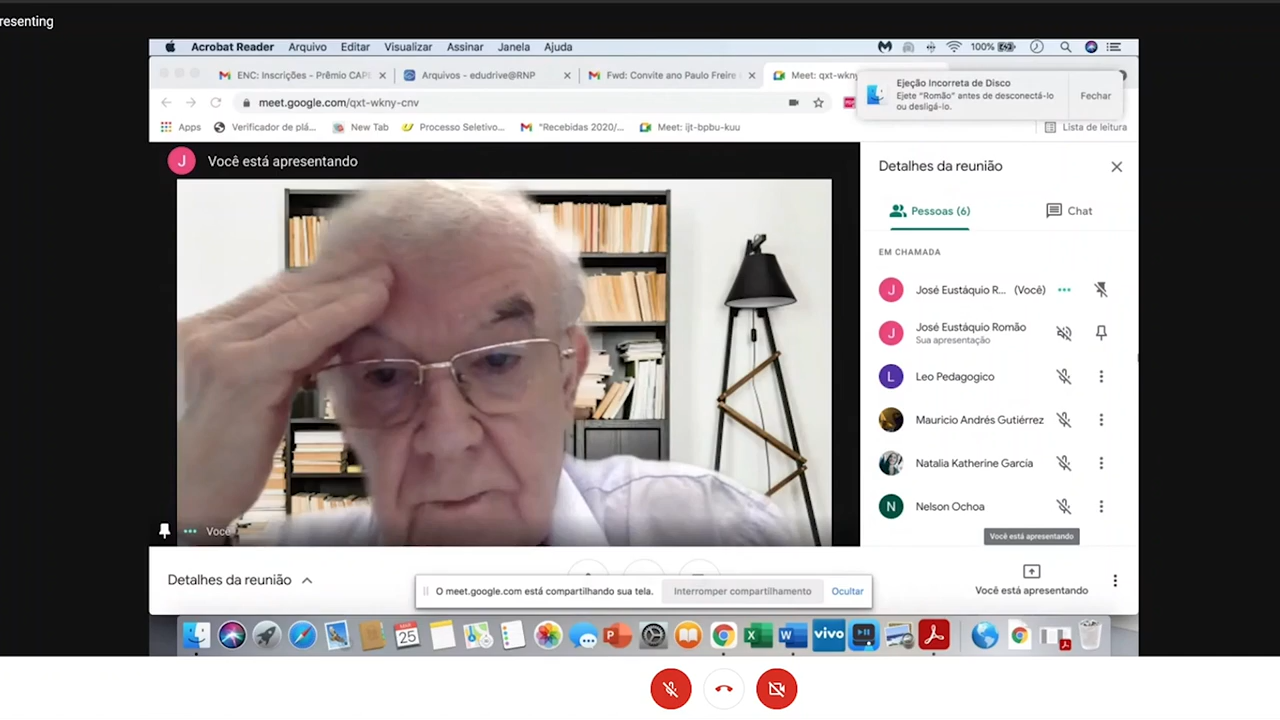 resenting
Acrobat Reader Arquivo Editar Visualizar Assinar Janela Ajuda 100%
ENC: Inscrições - Prêmio CAPE
Arquivos - edudrive@RNP
Fwd: Convite ano Paulo Freire
Meet: qxt-wkny
Ejeção Incorreta de Disco
Ejete “Romão” antes de desconectá-lo
ou desligá-lo.
Fechar
meet.google.com/qxt-wkny-cnv
Apps Verificador de plá... New Tab Processo Seletivo... "Recebidas 2020/... Meet: ijt-bpbu-kuu Lista de leitura
J Você está apresentando
Detalhes da reunião
Pessoas (6) Chat
EM CHAMADA
J José Eustáquio R... (Você)
J José Eustáquio Romão
Sua apresentação
L Leo Pedagogico
Mauricio Andrés Gutiérrez
Natalia Katherine García
N Nelson Ochoa
Você está apresentando
Você
Detalhes da reunião
O meet.google.com está compartilhando sua tela. Interromper compartilhamento Ocultar
Você está apresentando
25
vivo